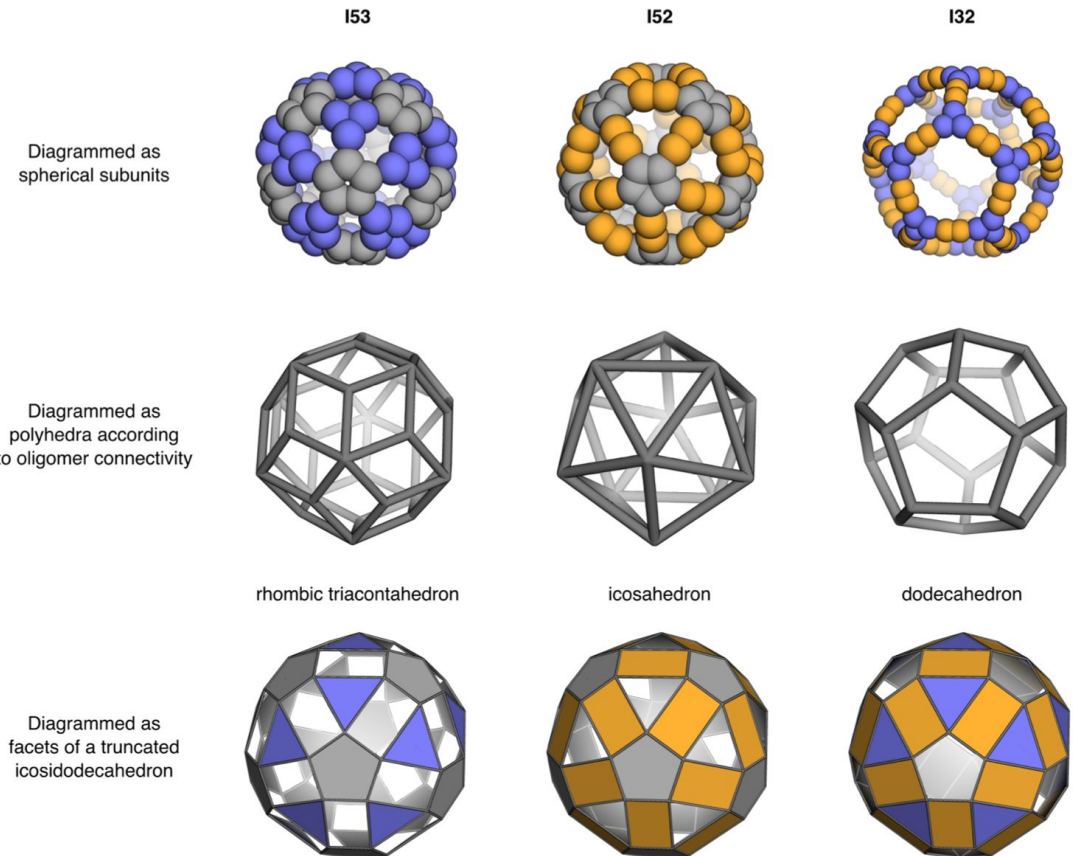 I53
I52
I32
Diagrammed as
spherical subunits
Diagrammed as
polyhedra according
to oligomer connectivity
rhombic triacontahedron
icosahedron
dodecahedron
Diagrammed as
facets of a truncated
icosidodecahedron